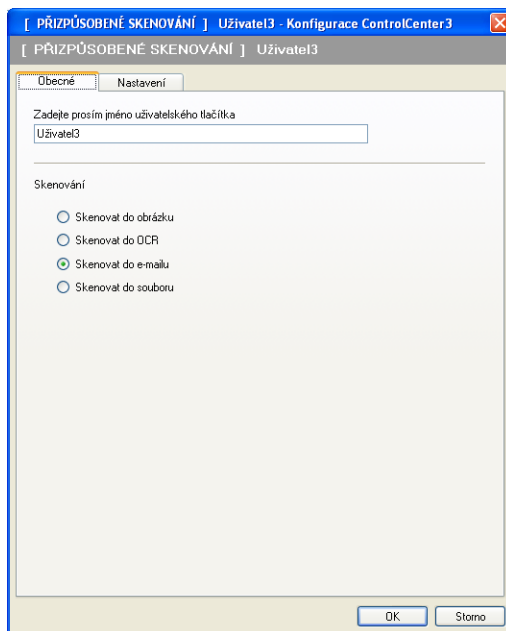 [ PŘIZPŮSOBENÉ SKENOVÁNÍ ] Uživatel3 - Konfigurace ControlCenter3
[ PŘIZPŮSOBENÉ SKENOVÁNÍ ] Uživatel3
Obecné Nastavení
Zadejte prosím jméno uživatelského tlačítka
Uživatel3
Skenování
Skenovat do obrázku
Skenovat do OCR
Skenovat do e-mailu
Skenovat do souboru
OK Storno